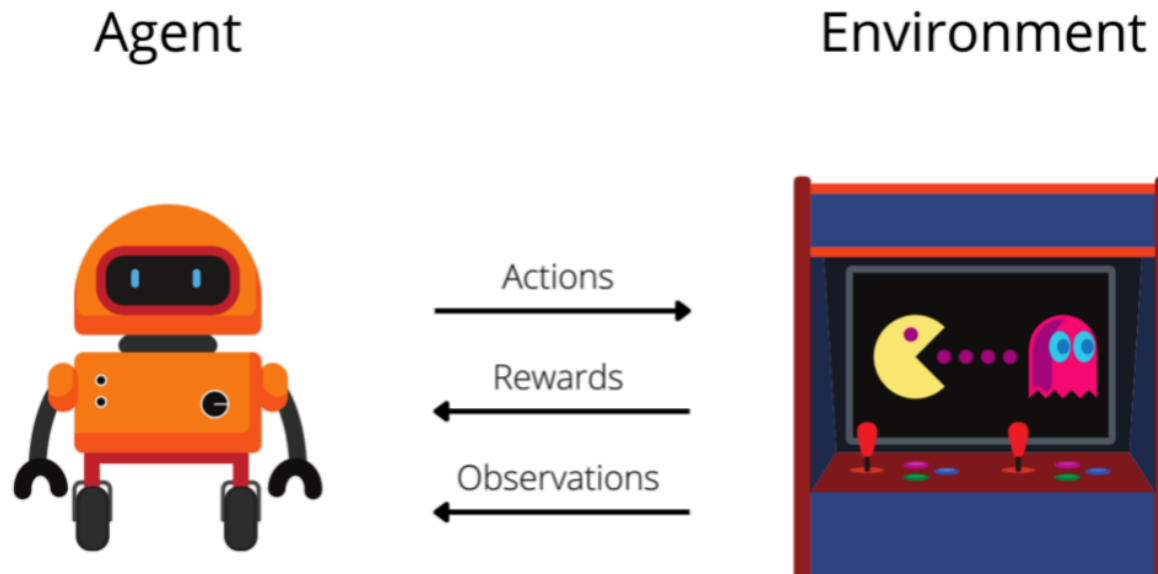 Agent
Environment
Actions
Rewards
Observations